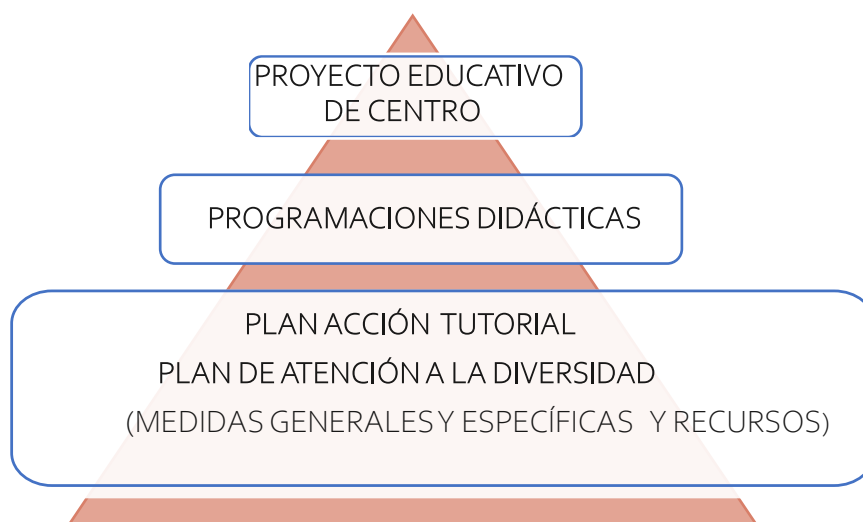 PROYECTO EDUCATIVO
DE CENTRO
PROGRAMACIONES DIDÁCTICAS
PLAN ACCIÓN TUTORIAL
PLAN DE ATENCIÓN A LA DIVERSIDAD
(MEDIDAS GENERALES Y ESPECÍFICAS Y RECURSOS)